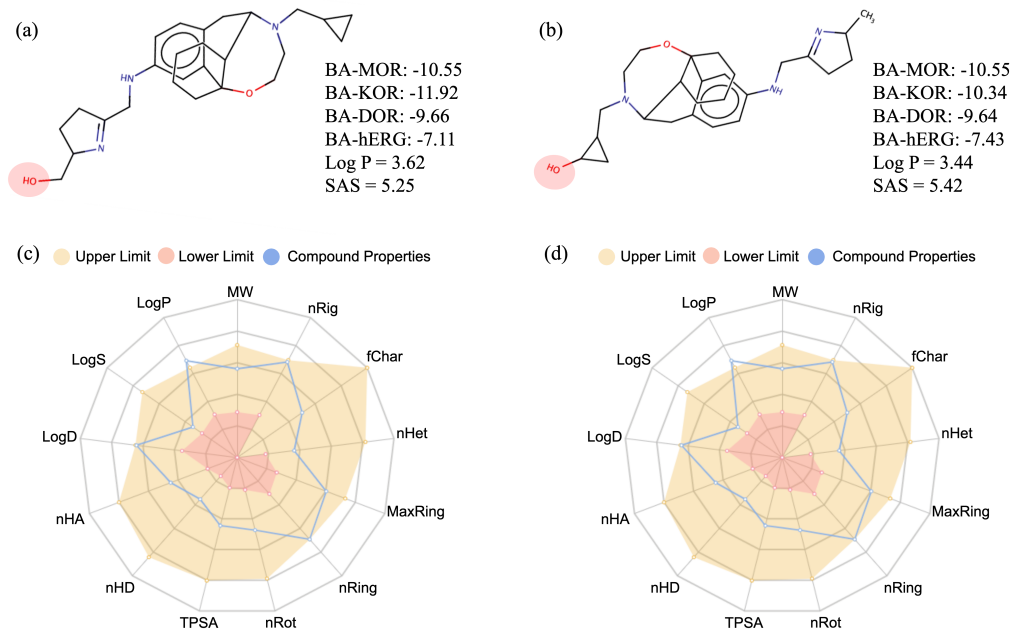 (a)
N
HN
O
N
HO
BA-MOR: -10.55
BA-KOR: -11.92
BA-DOR: -9.66
BA-hERG: -7.11
Log P = 3.62
SAS = 5.25
(b)
CH3
N
O
NH
N
HO
BA-MOR: -10.55
BA-KOR: -10.34
BA-DOR: -9.64
BA-hERG: -7.43
Log P = 3.44
SAS = 5.42
(c)
Upper Limit Lower Limit Compound Properties
MW
LogP nRig
LogS fChar
LogD nHet
nHA MaxRing
nHD nRing
TPSA nRot
(d)
Upper Limit Lower Limit Compound Properties
MW
LogP nRig
LogS fChar
LogD nHet
nHA MaxRing
nHD nRing
TPSA nRot